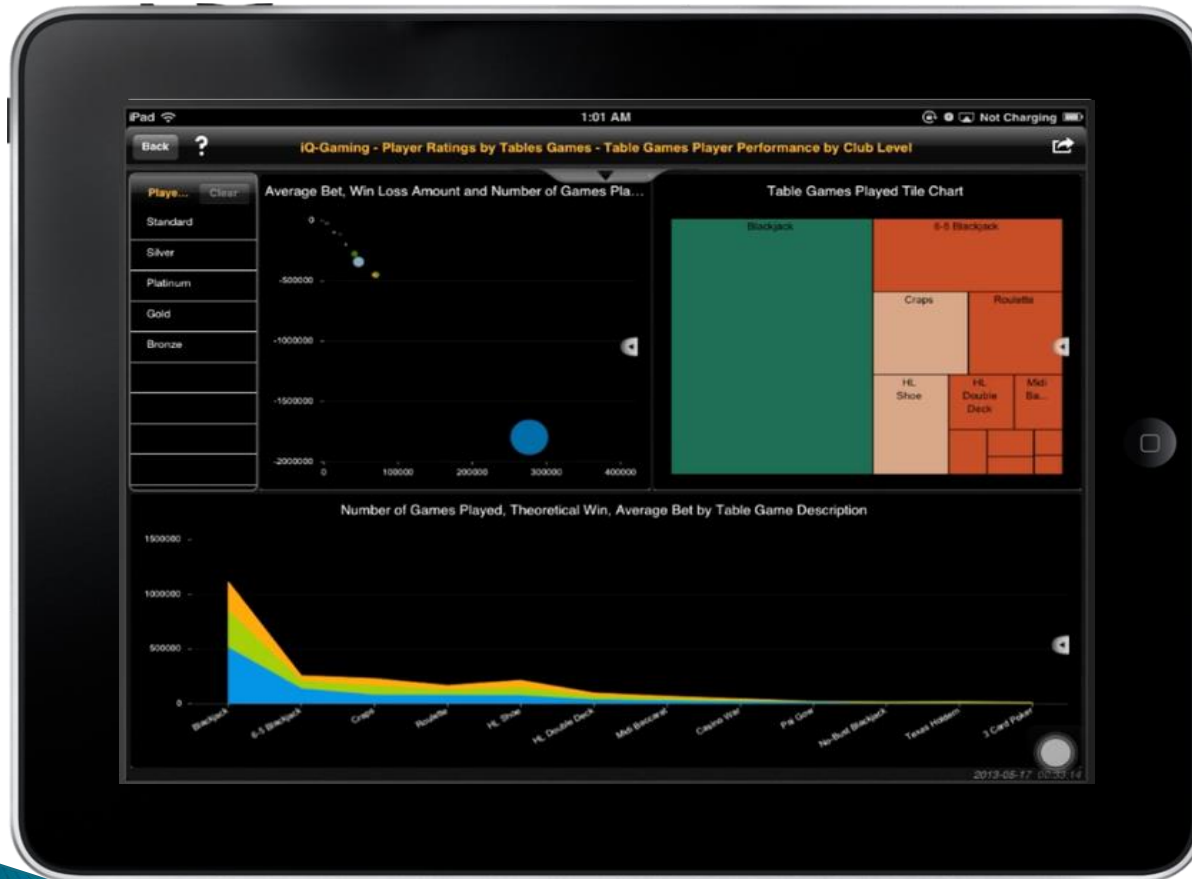 iPad 1:01 AM Not Charging
Back ? iQ-Gaming - Player Ratings by Tables Games - Table Games Player Performance by Club Level
Playe... Clear
Standard
Silver
Platinum
Gold
Bronze
Average Bet, Win Loss Amount and Number of Games Pla...
0
-500000
-1000000
-1500000
-2000000
0 100000 200000 300000 400000
Table Games Played Tile Chart
Blackjack
6-5 Blackjack
Craps
Roulette
HL
Shoe
HL
Double
Deck
Midi
Ba...
Number of Games Played, Theoretical Win, Average Bet by Table Game Description
1500000
1000000
500000
0
Blackjack 6-5 Blackjack Craps Roulette HL Shoe HL Double Deck Midi Baccarat Casino War Pai Gow No-Bust Blackjack Texas Holdem 3 Card Poker
2013-05-17